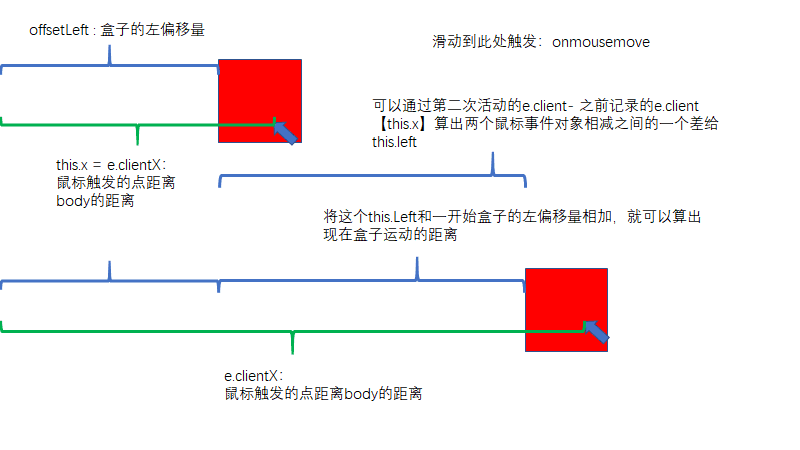 offsetLeft : 盒子的左偏移量
滑动到此处触发：onmousemove
可以通过第二次活动的e.client- 之前记录的e.client
【this.x】算出两个鼠标事件对象相减之间的一个差给
this.left
this.x = e.clientX：
鼠标触发的点距离
body的距离
将这个this.Left和一开始盒子的左偏移量相加，就可以算出
现在盒子运动的距离
e.clientX：
鼠标触发的点距离body的距离